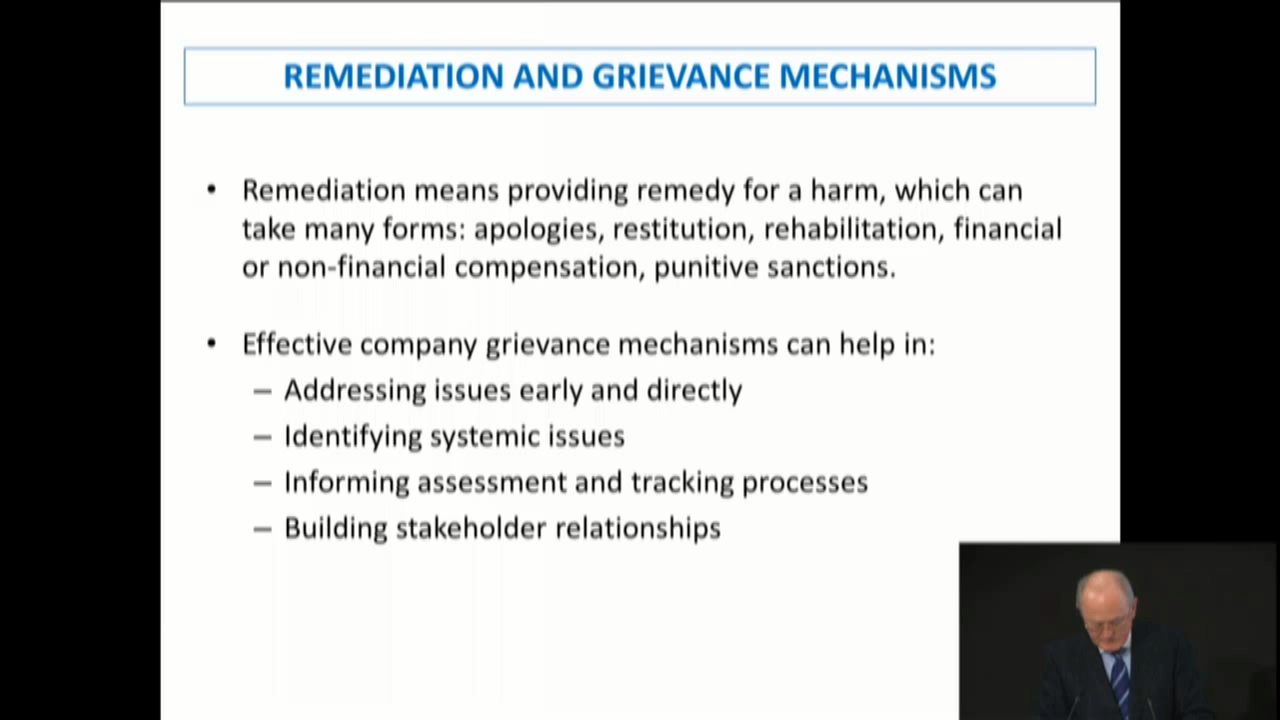 REMEDIATION AND GRIEVANCE MECHANISMS
• Remediation means providing remedy for a harm, which can
take many forms: apologies, restitution, rehabilitation, financial
or non-financial compensation, punitive sanctions.
• Effective company grievance mechanisms can help in:
– Addressing issues early and directly
– Identifying systemic issues
– Informing assessment and tracking processes
– Building stakeholder relationships